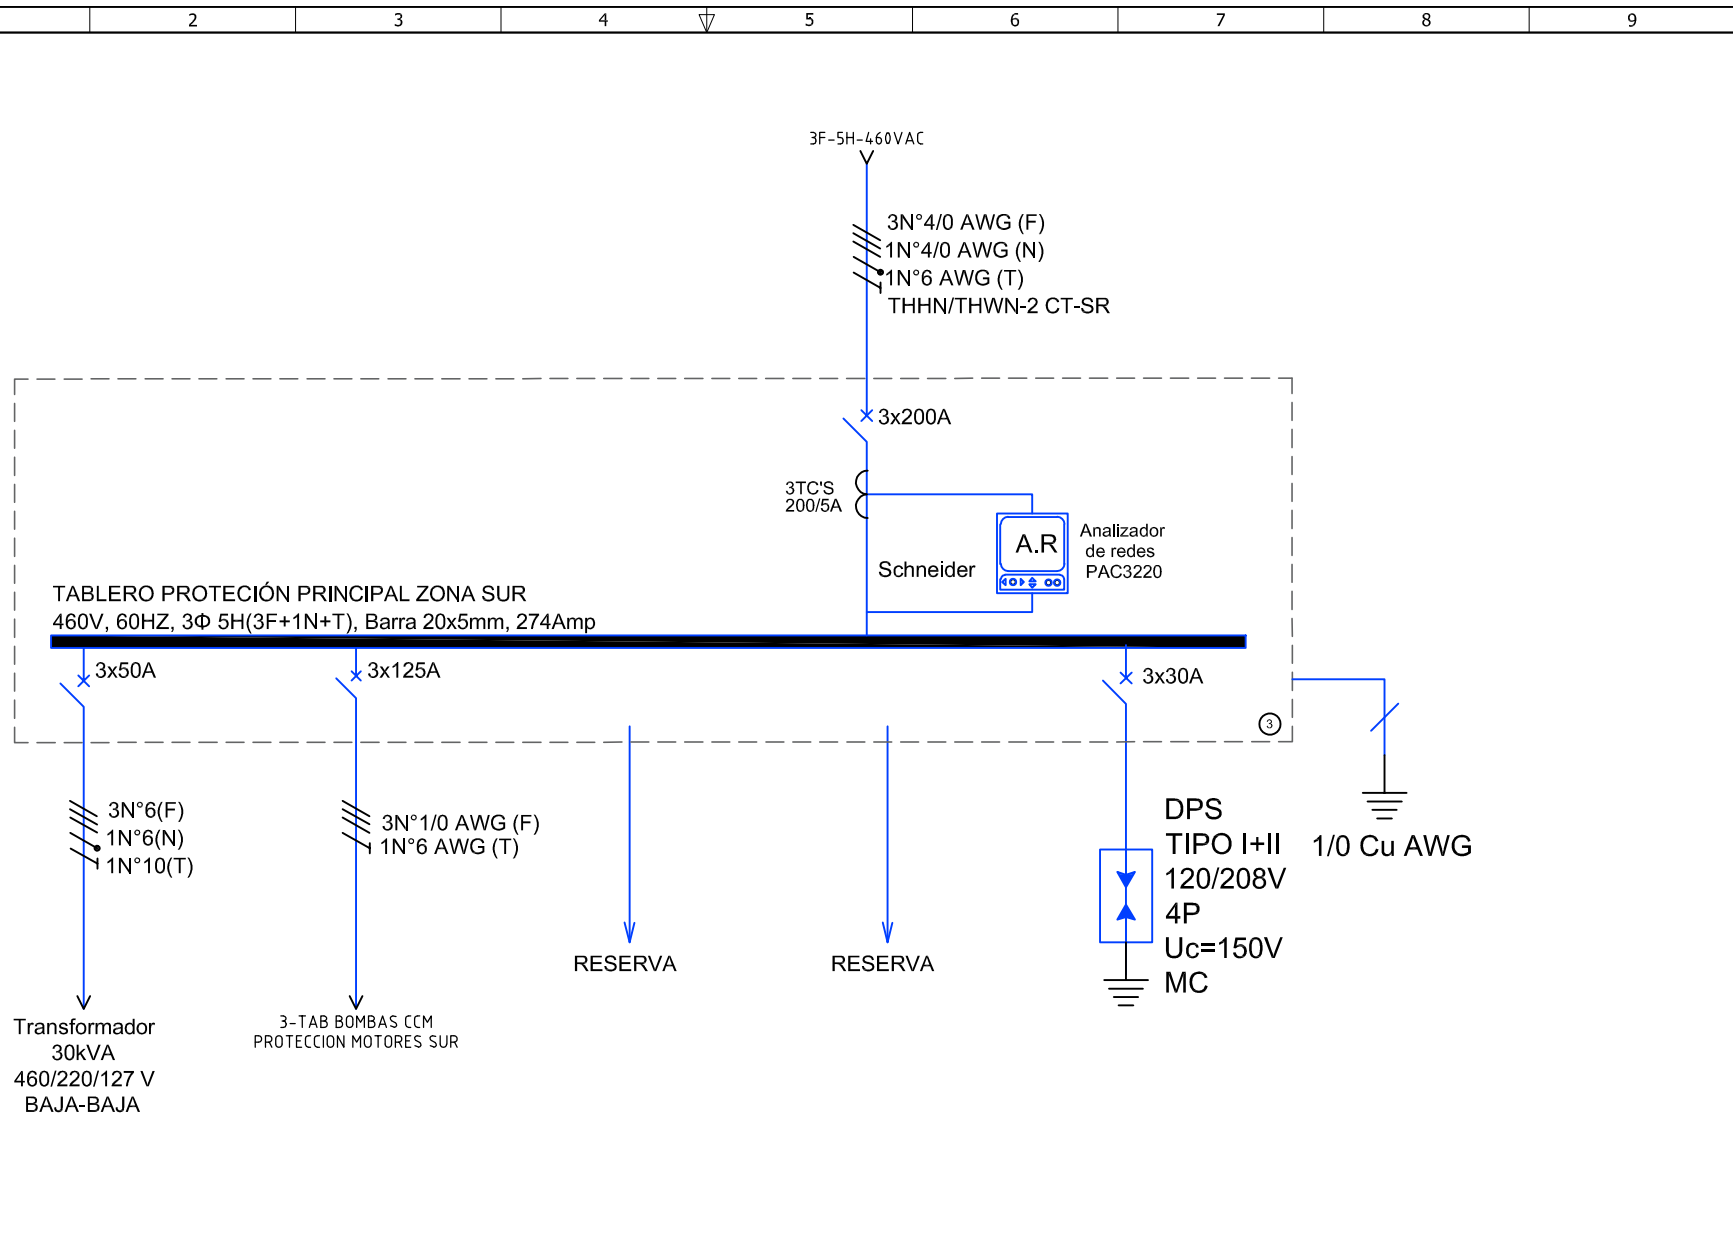 2 3 4 5 6 7 8 9
3F-5H-460VAC
3N°4/0 AWG (F)
1N°4/0 AWG (N)
1N°6 AWG (T)
THHN/THWN-2 CT-SR
3x200A
3TC'S
200/5A
A.R
Analizador
de redes
PAC3220
Schneider
TABLERO PROTECIÓN PRINCIPAL ZONA SUR
460V, 60HZ, 3Φ 5H(3F+1N+T), Barra 20x5mm, 274Amp
3x50A
3x125A
3x30A
3
3N°6(F)
1N°6(N)
1N°10(T)
3N°1/0 AWG (F)
1N°6 AWG (T)
DPS
TIPO I+II
120/208V
4P
Uc=150V
MC
1/0 Cu AWG
RESERVA
RESERVA
Transformador
30kVA
460/220/127 V
BAJA-BAJA
3-TAB BOMBAS CCM
PROTECCION MOTORES SUR